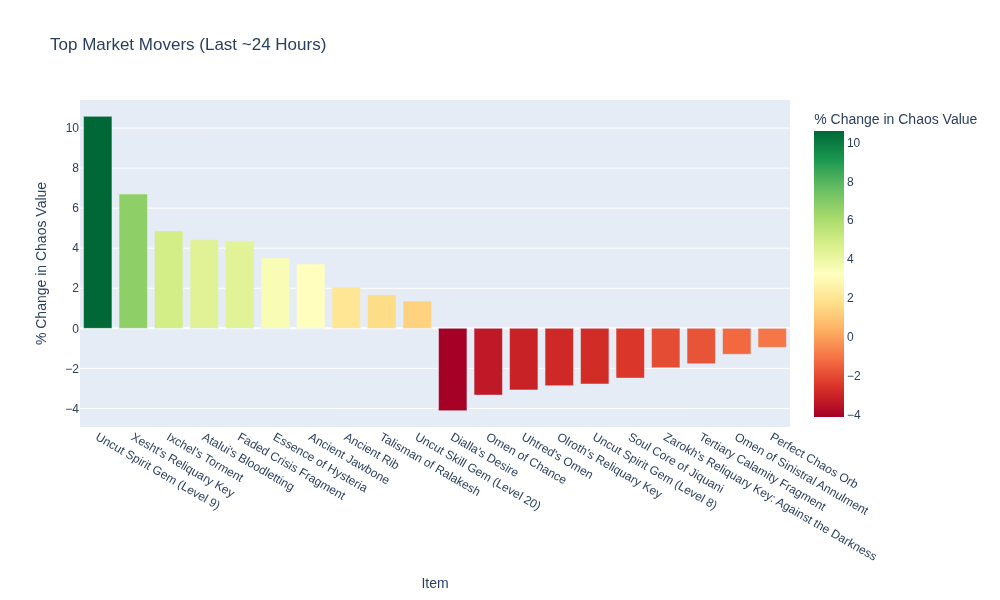 Top Market Movers (Last ~24 Hours)
% Change in Chaos Value
10
8
6
4
2
0
−2
−4
Uncut Spirit Gem (Level 9)
Xesht's Reliquary Key
Ixchel's Torment
Atalui's Bloodletting
Faded Crisis Fragment
Essence of Hysteria
Ancient Jawbone
Ancient Rib
Talisman of Ralakesh
Uncut Skill Gem (Level 20)
Dialla's Desire
Omen of Chance
Uhtred's Omen
Olroth's Reliquary Key
Uncut Spirit Gem (Level 8)
Soul Core of Jiquani
Zarokh's Reliquary Key: Against the Darkness
Tertiary Calamity Fragment
Omen of Sinistral Annulment
Perfect Chaos Orb
Item
% Change in Chaos Value
10
8
6
4
2
0
−2
−4